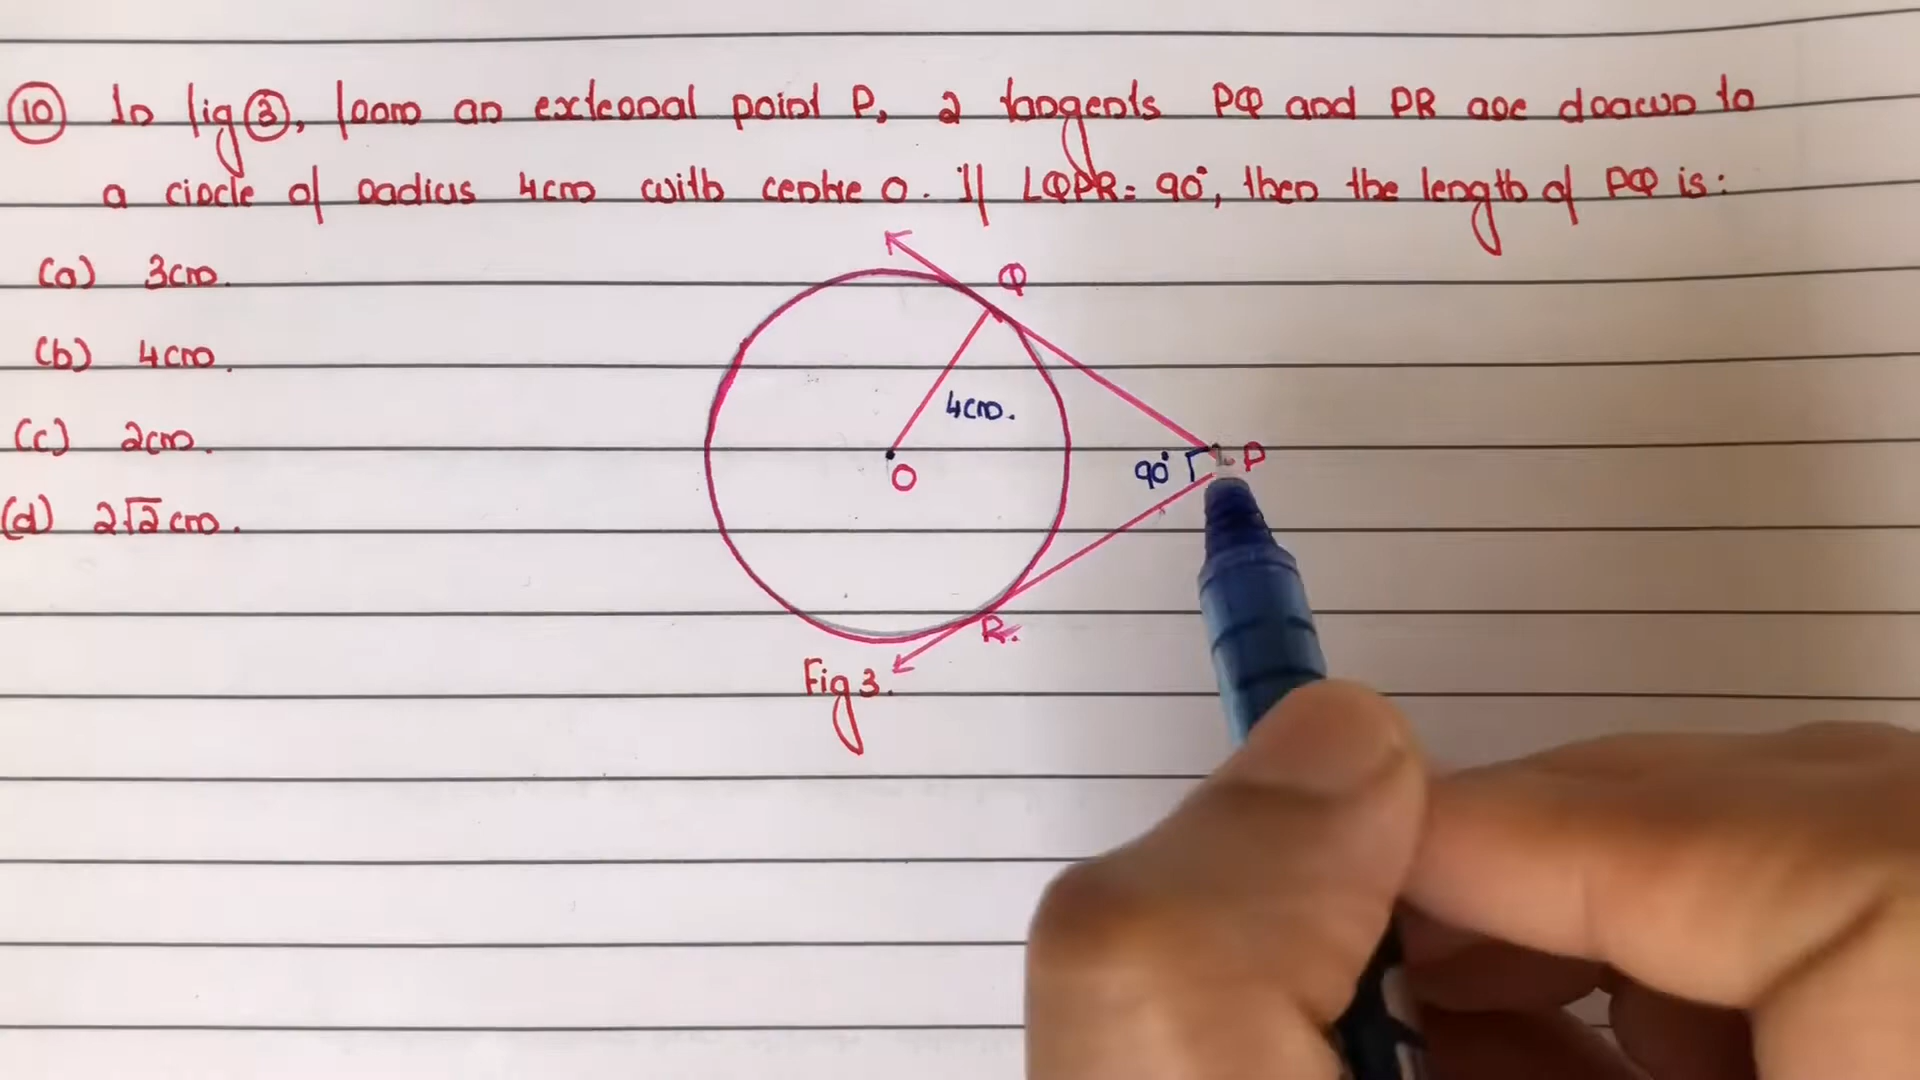 10 In fig 3, from an external point P, 2 tangents PQ and PR are drawn to
a circle of radius 4cm with centre O. If ∠QPR = 90°, then the length of PQ is:
(a) 3cm.
(b) 4cm.
(c) 2cm.
(d) 2√2 cm.
Q
4cm.
O
90° P
R.
Fig 3.